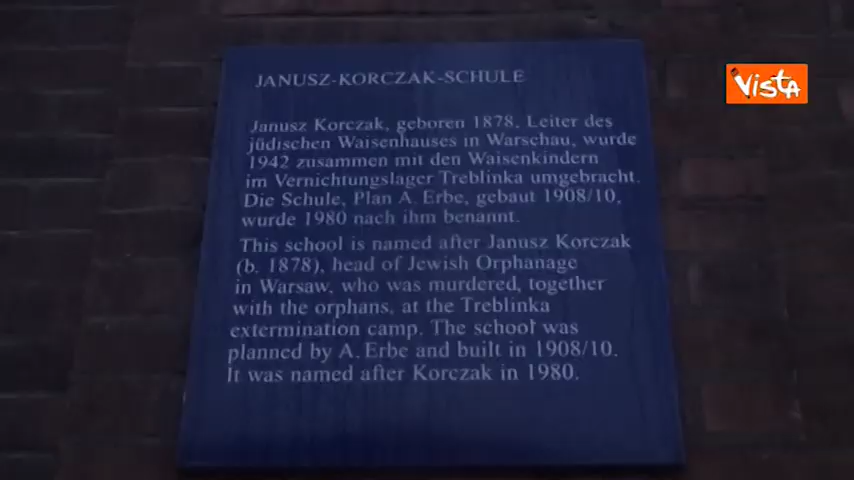 JANUSZ-KORCZAK-SCHULE
Janusz Korczak, geboren 1878, Leiter des
jüdischen Waisenhauses in Warschau, wurde
1942 zusammen mit den Waisenkindern
im Vernichtungslager Treblinka umgebracht.
Die Schule, Plan A. Erbe, gebaut 1908/10,
wurde 1980 nach ihm benannt.
This school is named after Janusz Korczak
(b. 1878), head of Jewish Orphanage
in Warsaw, who was murdered, together
with the orphans, at the Treblinka
extermination camp. The school was
planned by A. Erbe and built in 1908/10.
It was named after Korczak in 1980.
VISTA